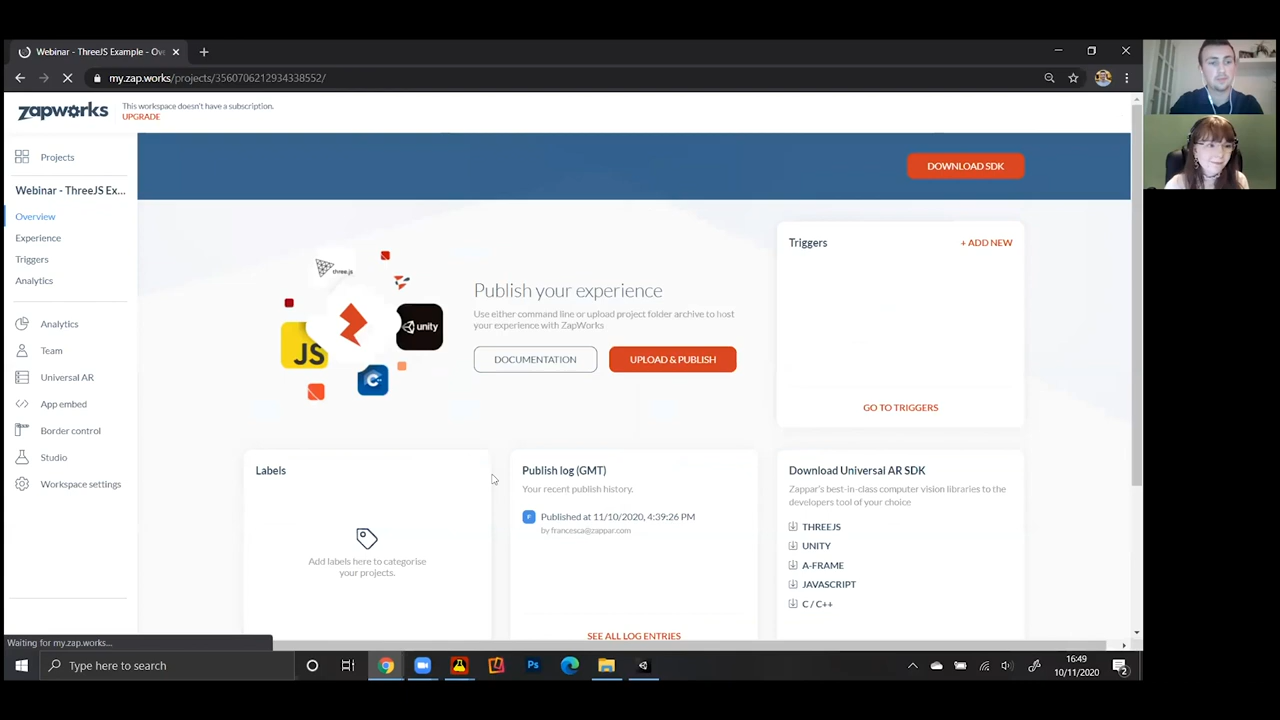 Webinar - ThreeJS Example - Ove
my.zap.works/projects/3560706212934338552/
zapworks
This workspace doesn't have a subscription.
UPGRADE
Projects
Webinar - ThreeJS Ex...
Overview
Experience
Triggers
Analytics
Analytics
Team
Universal AR
App embed
Border control
Studio
Workspace settings
DOWNLOAD SDK
three.js
JS
unity
C
Publish your experience
Use either command line or upload project folder archive to host
your experience with ZapWorks
DOCUMENTATION
UPLOAD & PUBLISH
Triggers
+ ADD NEW
GO TO TRIGGERS
Labels
Add labels here to categorise
your projects.
Publish log (GMT)
Your recent publish history.
Published at 11/10/2020, 4:39:26 PM
by francesca@zappar.com
SEE ALL LOG ENTRIES
Download Universal AR SDK
Zappar's best-in-class computer vision libraries to the
developers tool of your choice
THREEJS
UNITY
A-FRAME
JAVASCRIPT
C / C++
Waiting for my.zap.works...
Type here to search
Ps
16:49
10/11/2020
2